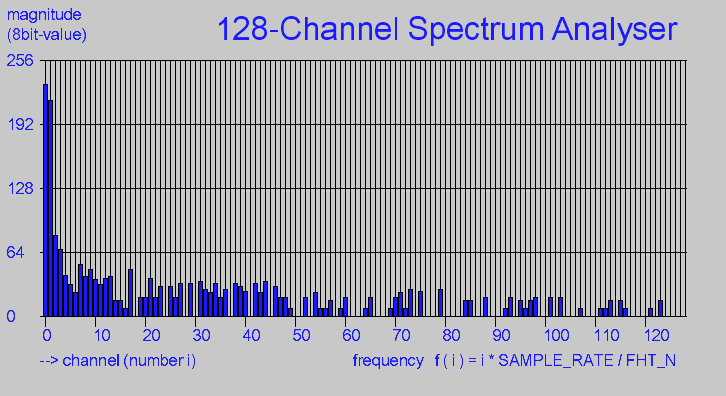 magnitude
(8bit-value)
128-Channel Spectrum Analyser
256
192
128
64
0
0 10 20 30 40 50 60 70 80 90 100 110 120
--> channel (number i)
frequency f ( i ) = i * SAMPLE_RATE / FHT_N